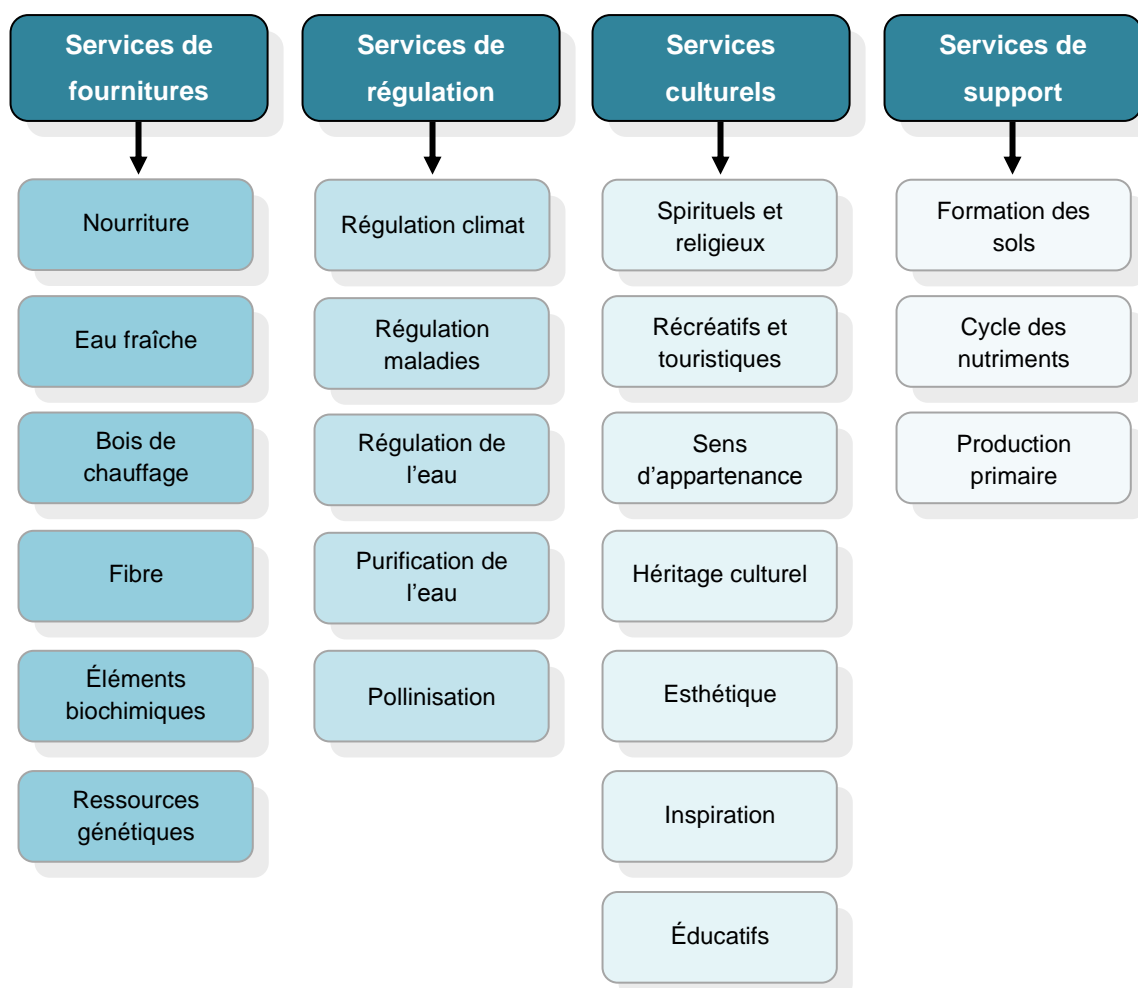 Services de
fournitures
Nourriture
Eau fraîche
Bois de
chauffage
Fibre
Éléments
biochimiques
Ressources
génétiques
Services de
régulation
Régulation climat
Régulation
maladies
Régulation de
l’eau
Purification de
l’eau
Pollinisation
Services
culturels
Spirituels et
religieux
Récréatifs et
touristiques
Sens
d’appartenance
Héritage culturel
Esthétique
Inspiration
Éducatifs
Services de
support
Formation des
sols
Cycle des
nutriments
Production
primaire